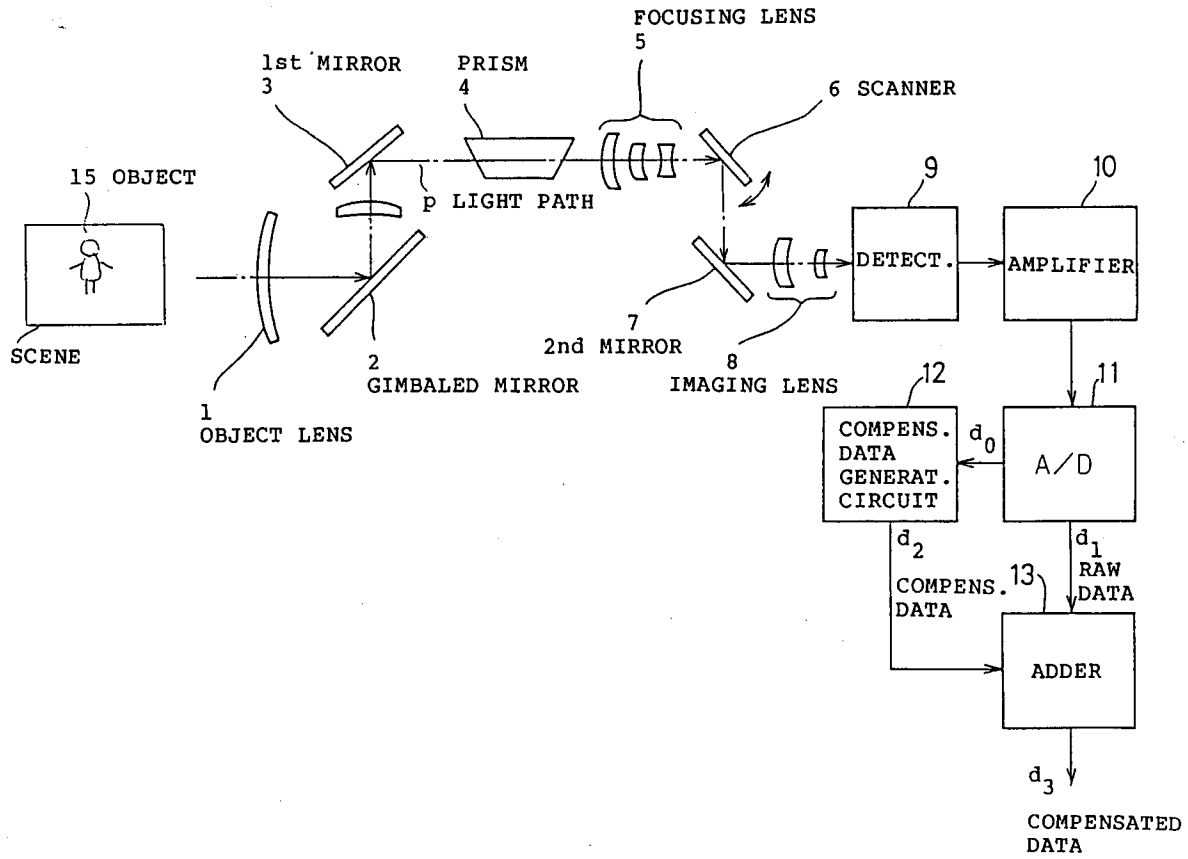 FOCUSING LENS
5
1st MIRROR
3
PRISM
4
6 SCANNER
15 OBJECT
p LIGHT PATH
9
10
DETECT.
AMPLIFIER
SCENE
2
GIMBALED MIRROR
7
2nd MIRROR
8
IMAGING LENS
1
OBJECT LENS
12
11
COMPENS.
DATA
GENERAT.
CIRCUIT
d0
A/D
d2
COMPENS.
DATA
d1
RAW
DATA
13
ADDER
d3
COMPENSATED
DATA